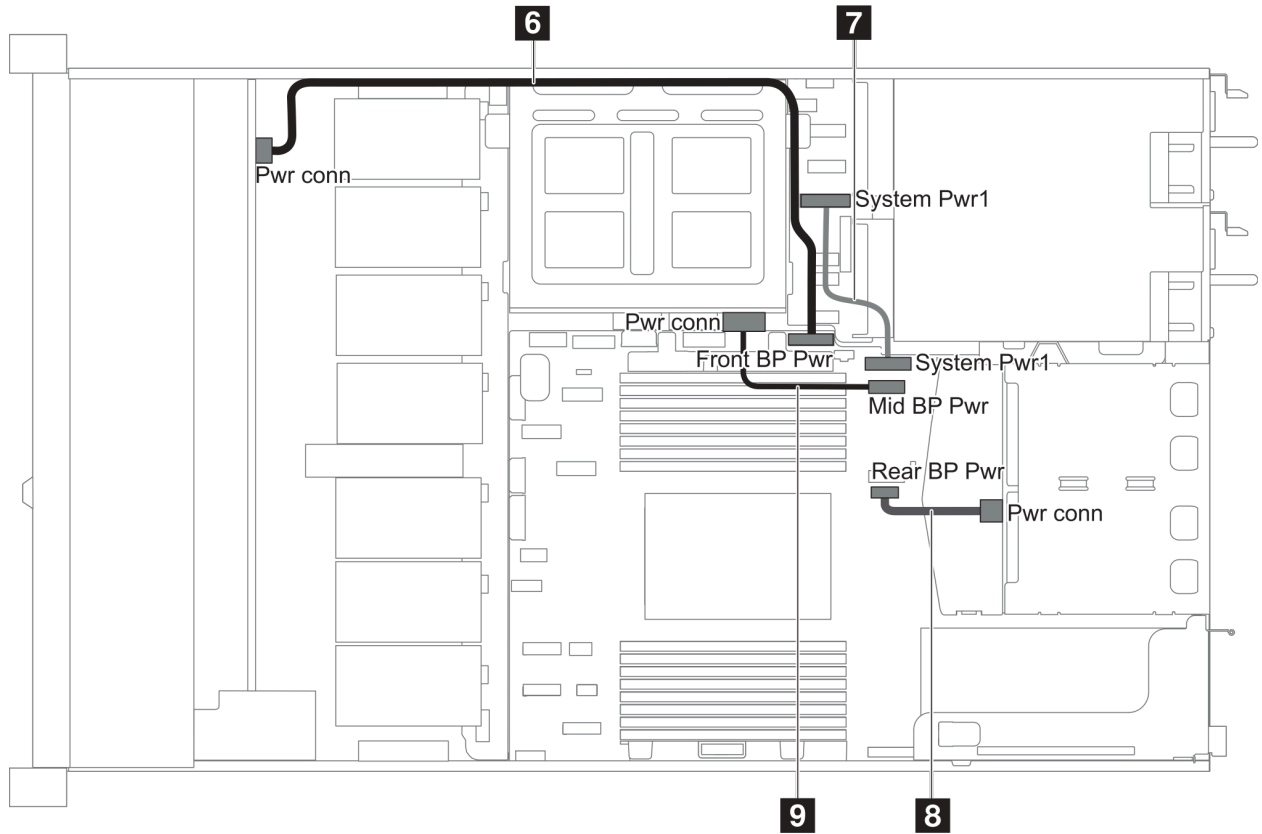 6
7
Pwr conn
System Pwr1
Pwr conn
Front BP Pwr
System Pwr1
Mid BP Pwr
Rear BP Pwr
Pwr conn
9
8